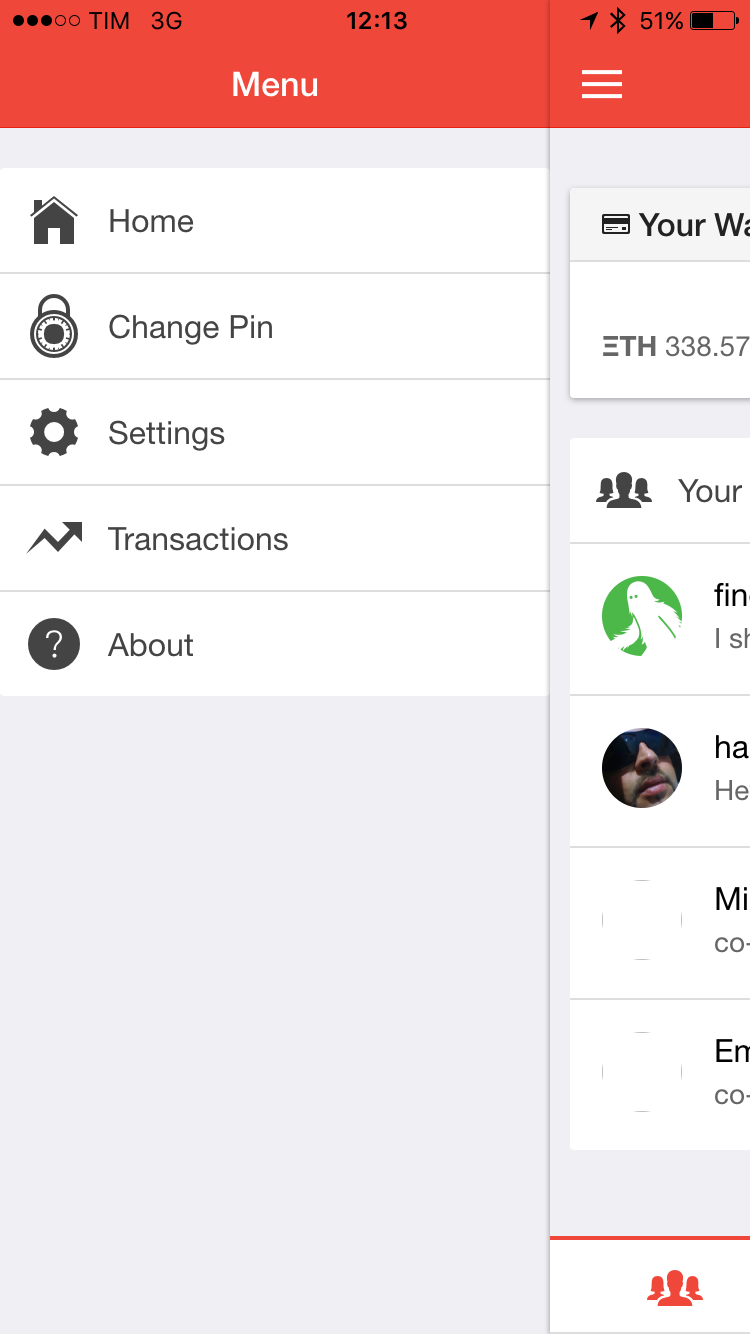 TIM 3G 12:13 51%
Menu
Home
Change Pin
Settings
Transactions
About
Your Wa
ΞTH 338.57
Your
fin
I sh
ha
He
Mi
co-
Em
co-